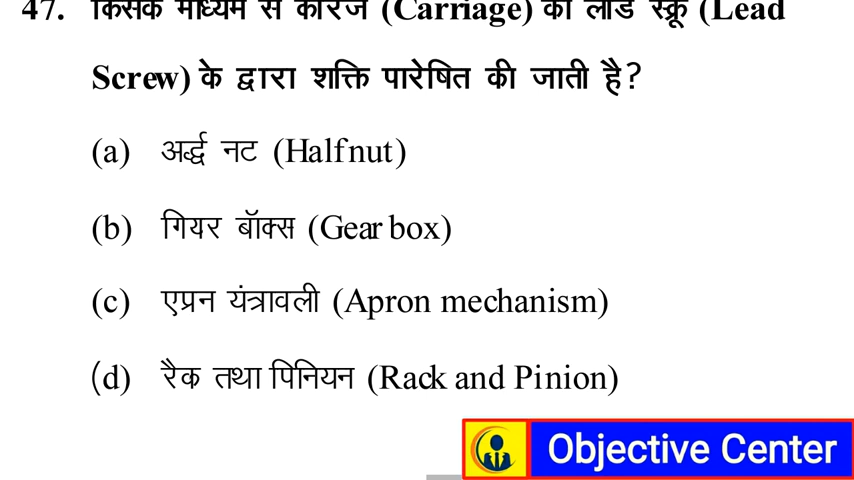 47. किसके माध्यम से कैरिज (Carriage) को लीड स्क्रू (Lead
Screw) के द्वारा शक्ति पारेषित की जाती है?
(a) अर्द्ध नट (Halfnut)
(b) गियर बॉक्स (Gear box)
(c) एप्रन यंत्रावली (Apron mechanism)
(d) रैक तथा पिनियन (Rack and Pinion)
Objective Center